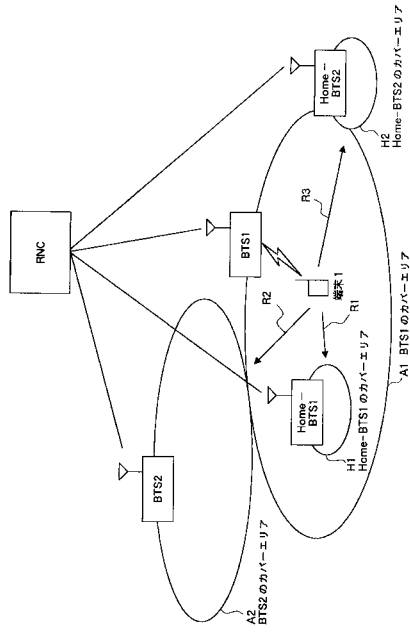 RNC
BTS2
A2
BTS2のカバーエリア
BTS1
端末1
R1
R2
R3
Home-
BTS1
H1
Home-BTS1のカバーエリア
A1 BTS1のカバーエリア
Home-
BTS2
H2
Home-BTS2のカバーエリア